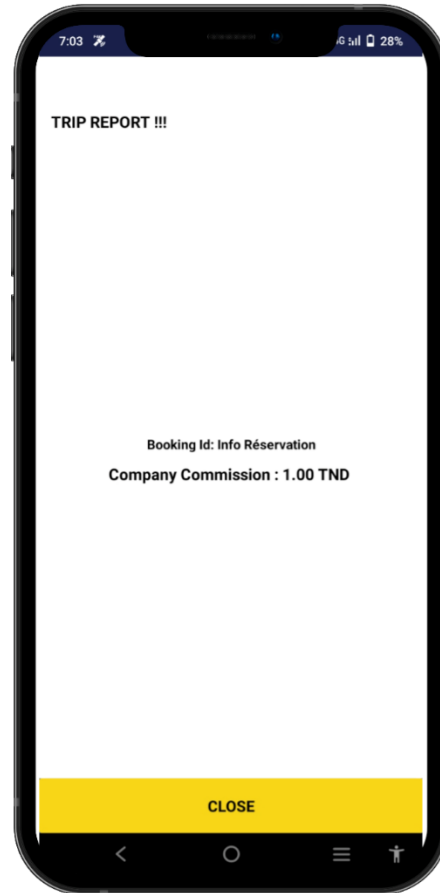 7:03
28%
TRIP REPORT !!!
Booking Id: Info Réservation
Company Commission : 1.00 TND
CLOSE